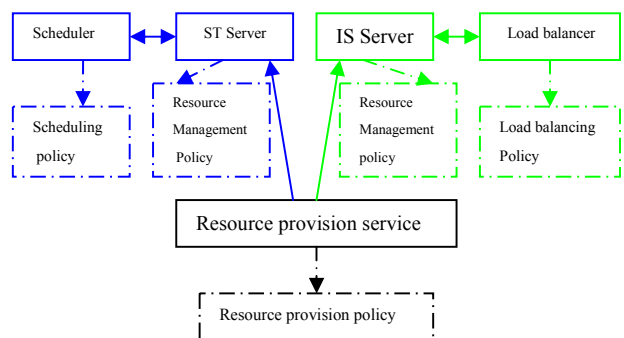 Scheduler
ST Server
IS Server
Load balancer
Scheduling
policy
Resource
Management
Policy
Resource
Management
policy
Load balancing
Policy
Resource provision service
Resource provision policy